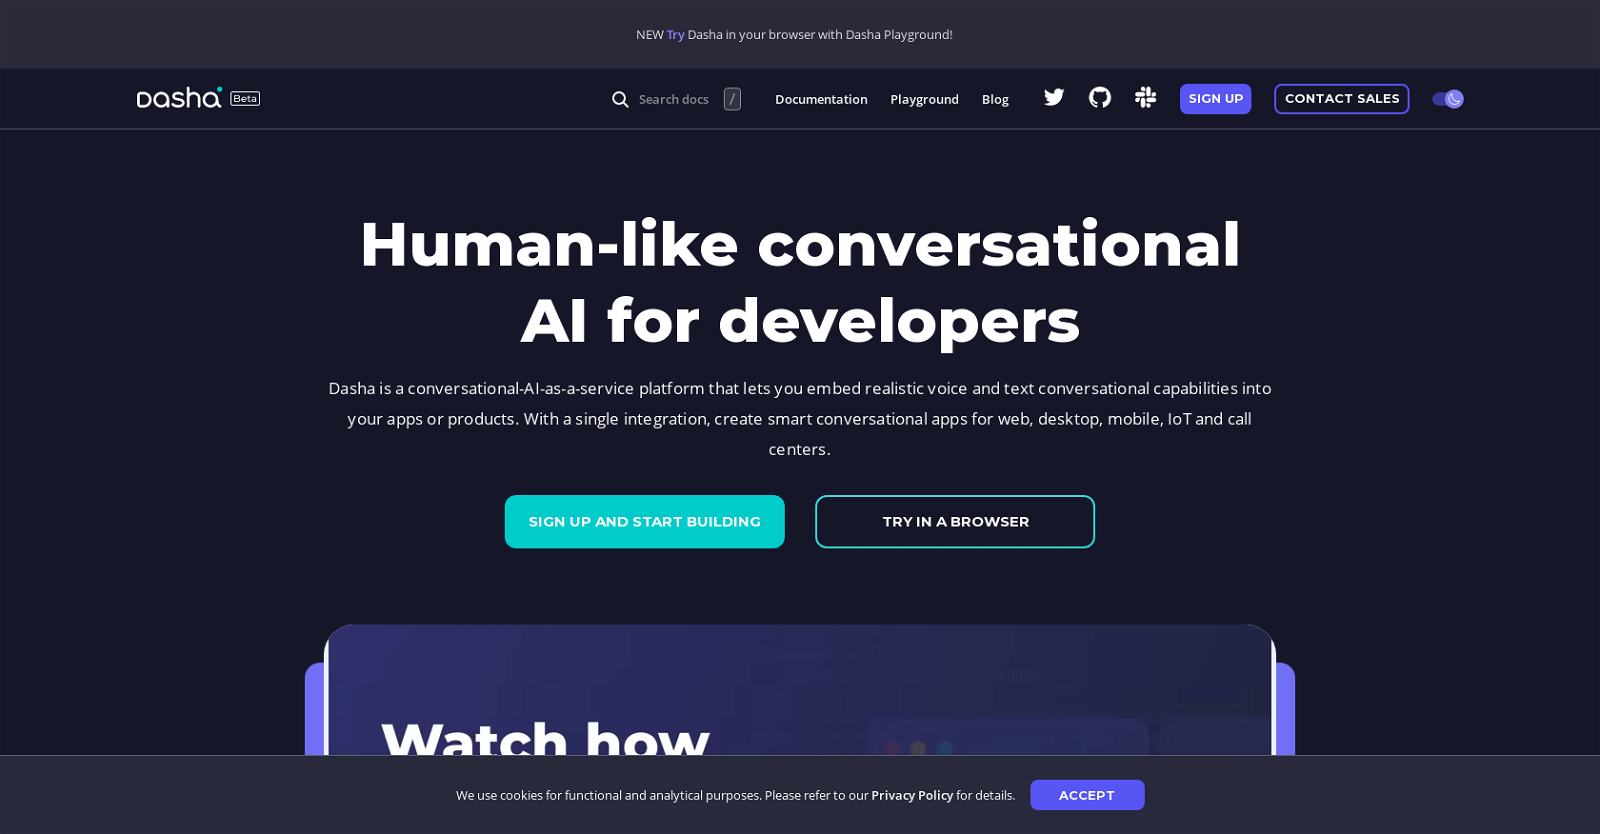 NEW Try Dasha in your browser with Dasha Playground!
Dasha Beta
Search docs /
Documentation
Playground
Blog
SIGN UP
CONTACT SALES
Human-like conversational
AI for developers
Dasha is a conversational-AI-as-a-service platform that lets you embed realistic voice and text conversational capabilities into
your apps or products. With a single integration, create smart conversational apps for web, desktop, mobile, IoT and call
centers.
SIGN UP AND START BUILDING
TRY IN A BROWSER
Watch how
We use cookies for functional and analytical purposes. Please refer to our Privacy Policy for details.
ACCEPT